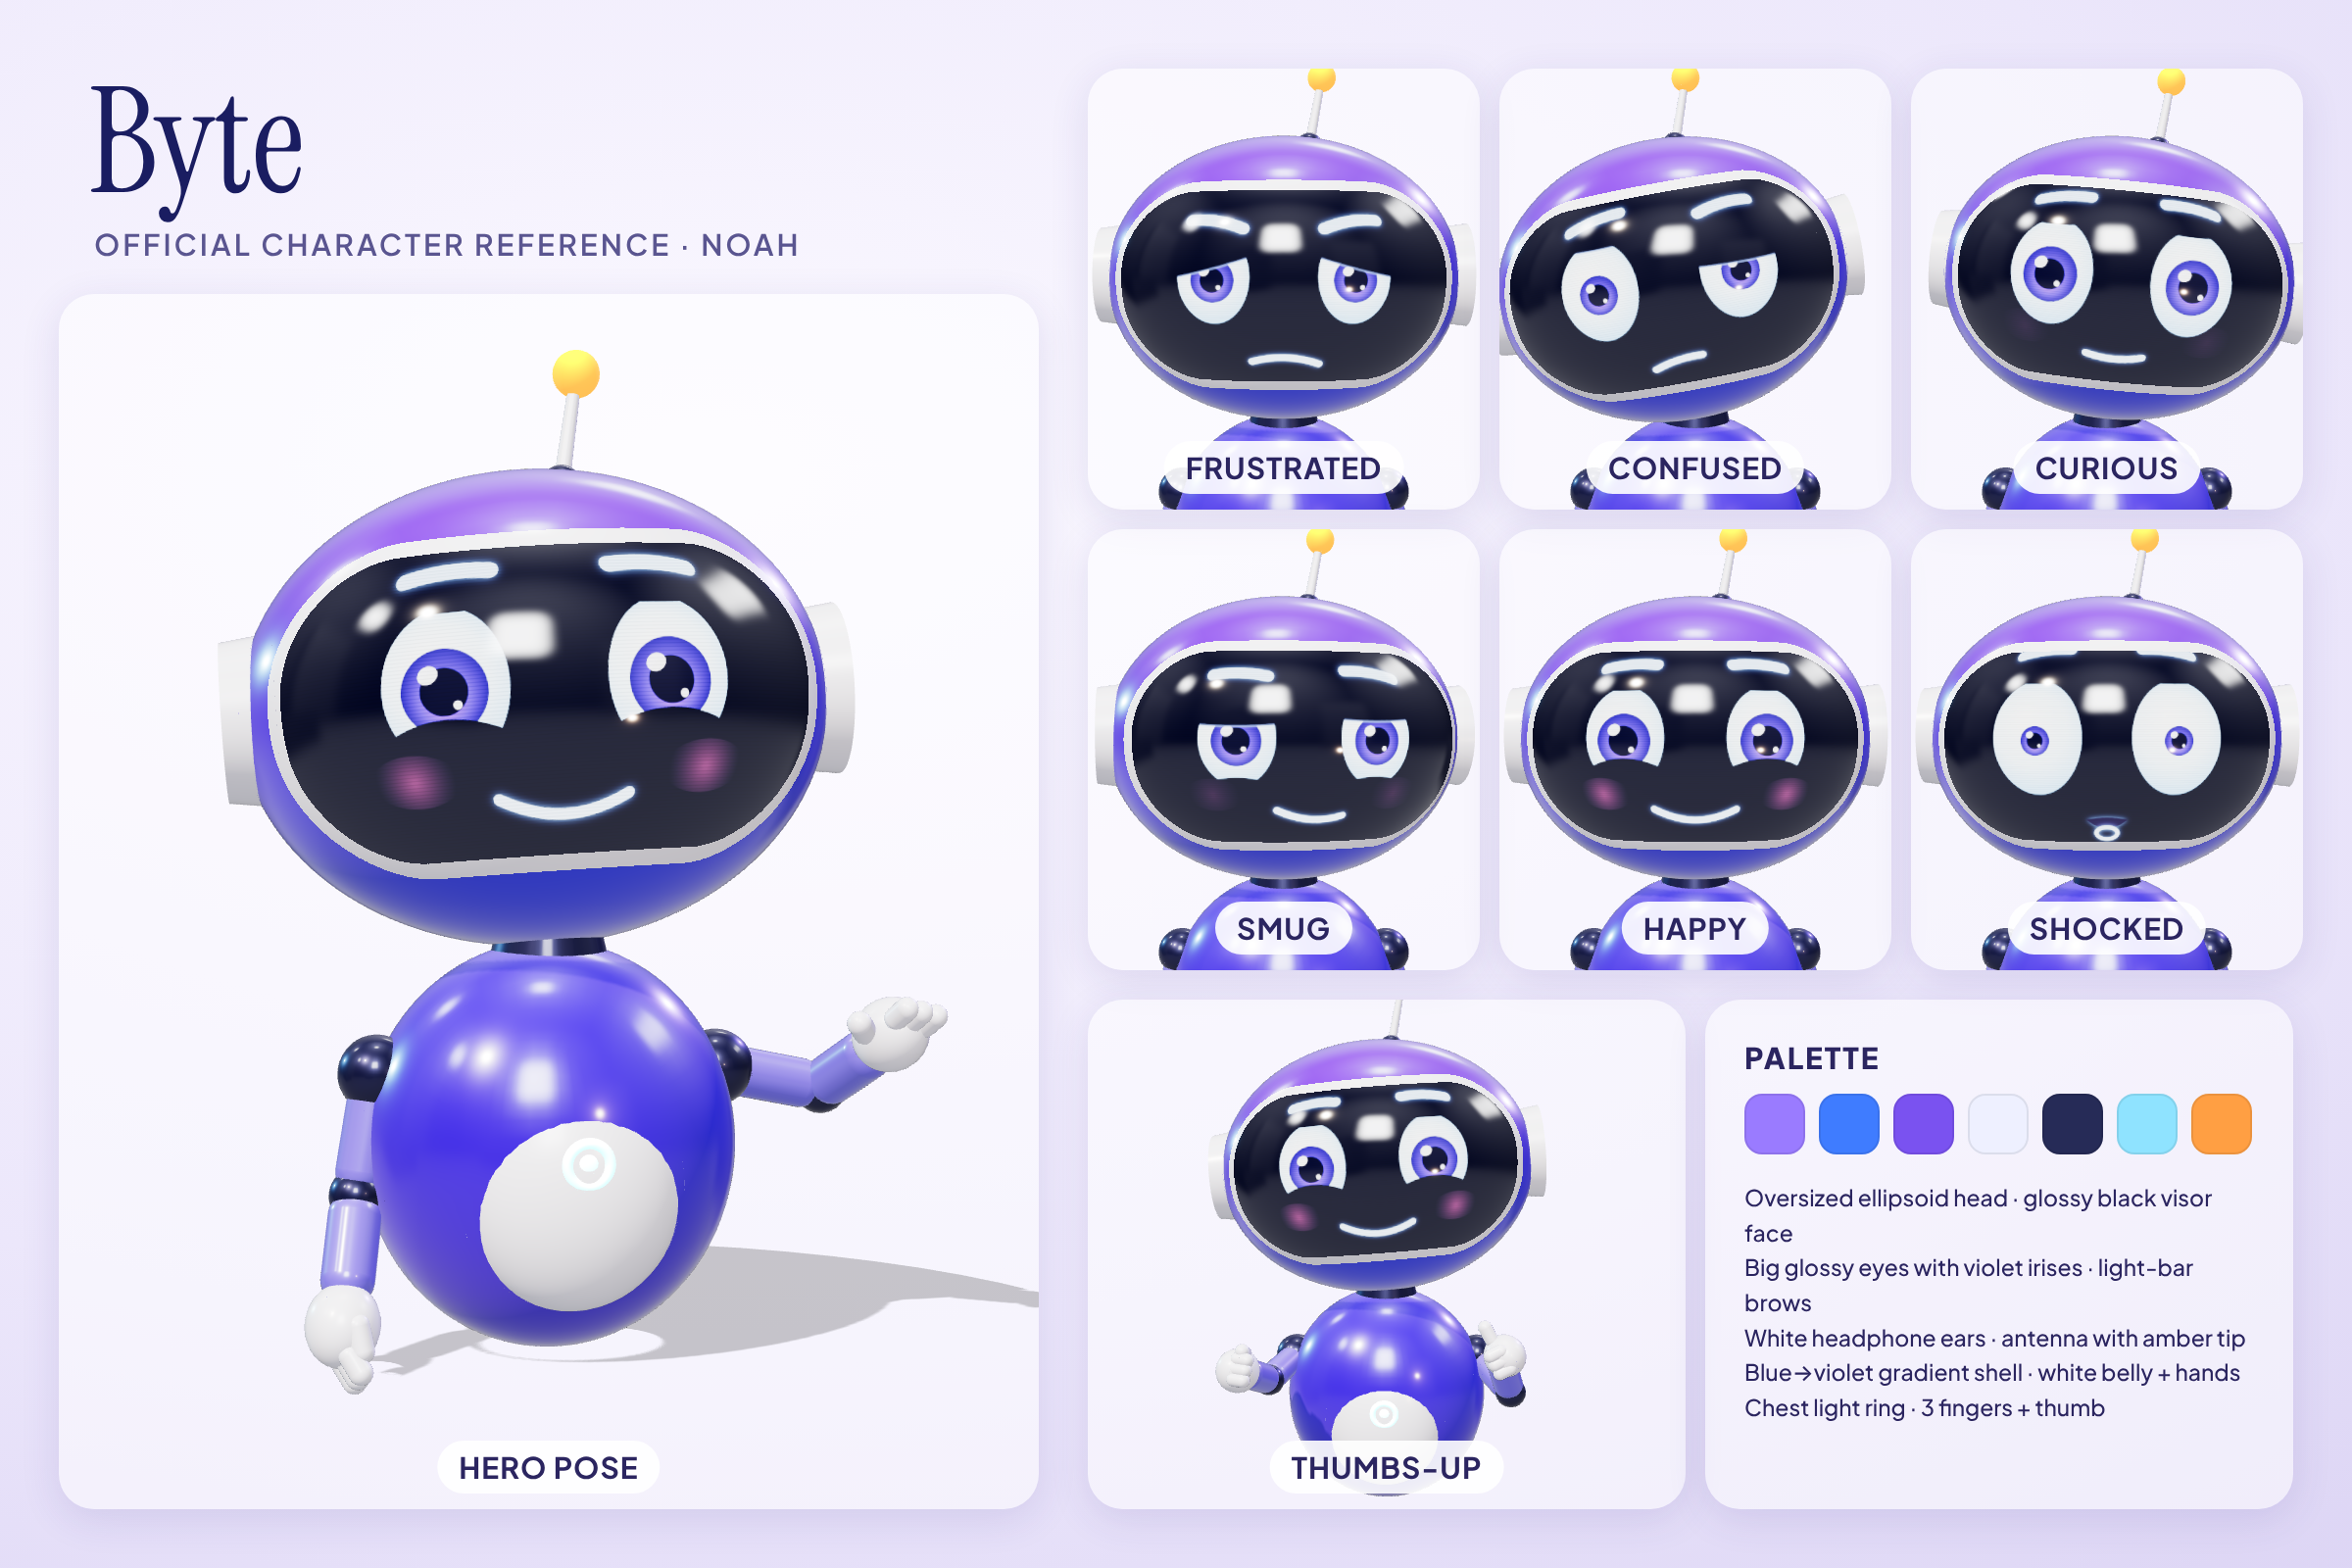 Byte
OFFICIAL CHARACTER REFERENCE · NOAH
FRUSTRATED
CONFUSED
CURIOUS
SMUG
HAPPY
SHOCKED
HERO POSE
THUMBS-UP
PALETTE
Oversized ellipsoid head · glossy black visor
face
Big glossy eyes with violet irises · light-bar
brows
White headphone ears · antenna with amber tip
Blue→violet gradient shell · white belly + hands
Chest light ring · 3 fingers + thumb